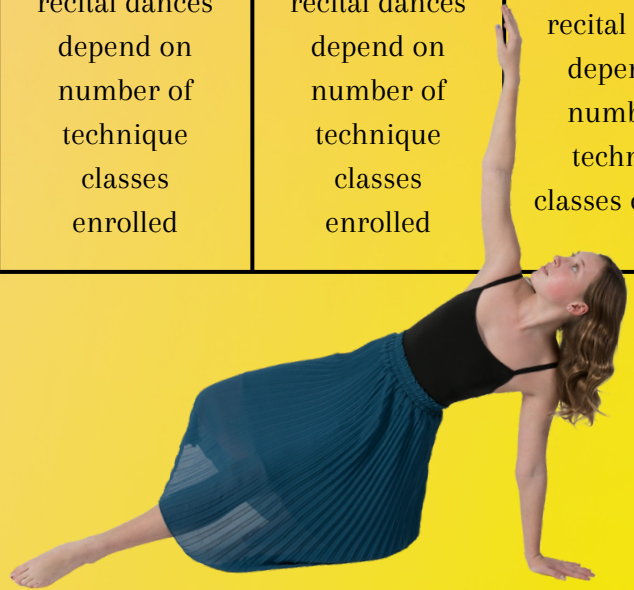 recital dances
depend on
number of
technique
classes
enrolled
recital dances
depend on
number of
technique
classes
enrolled
recital
classes